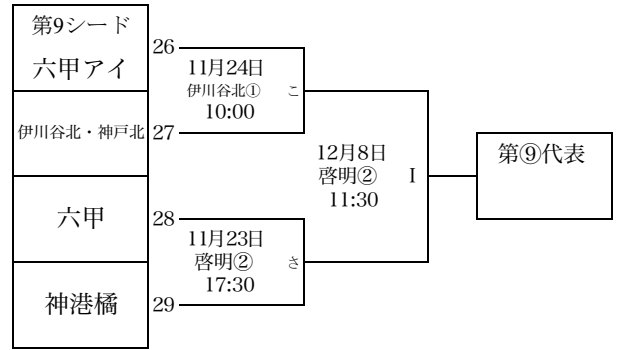 第9シード
六甲アイ
26
11月24日
伊川谷北①
こ
10:00
伊川谷北・神戸北
27
12月8日
啓明②
I
11:30
第⑨代表
六甲
28
11月23日
啓明②
さ
17:30
神港橘
29